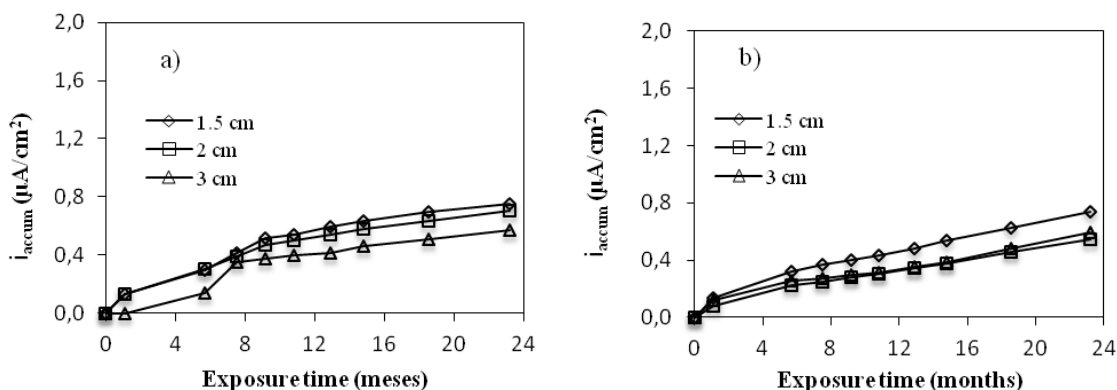 2,0
1,6
1,2
0,8
0,4
0,0
i_accum (µA/cm²)
a)
1.5 cm
2 cm
3 cm
0 4 8 12 16 20 24
Exposure time (meses)
2,0
1,6
1,2
0,8
0,4
0,0
i_accum (µA/cm²)
b)
1.5 cm
2 cm
3 cm
0 4 8 12 16 20 24
Exposure time (months)